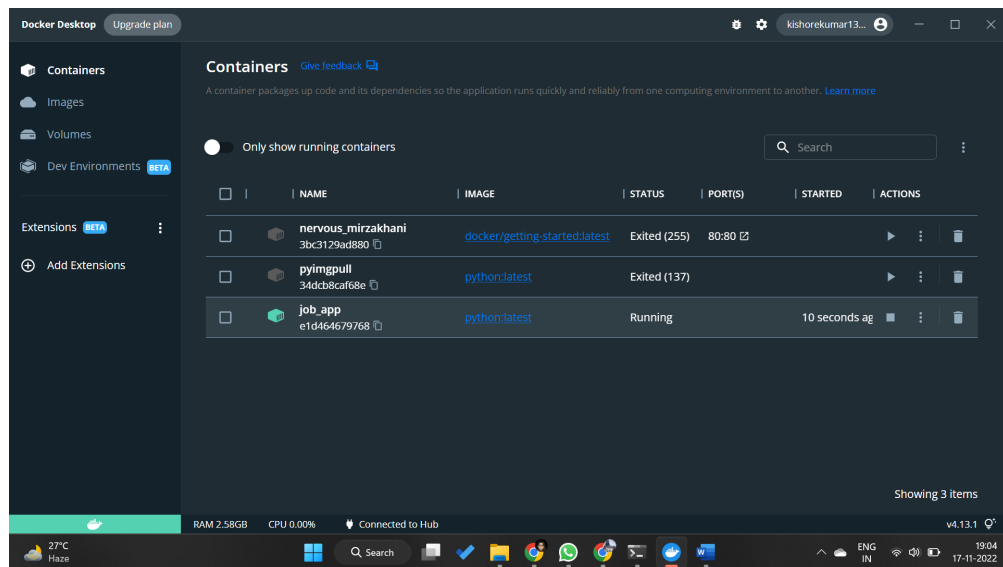 Docker Desktop Upgrade plan kishorekumar13...
Containers
Images
Volumes
Dev Environments BETA
Extensions BETA
Add Extensions
Containers Give feedback
A container packages up code and its dependencies so the application runs quickly and reliably from one computing environment to another. Learn more
Only show running containers
Search
NAME IMAGE STATUS PORT(S) STARTED ACTIONS
nervous_mirzakhani docker/getting-started:latest Exited (255) 80:80
3bc3129ad880
pyimgpull python:latest Exited (137)
34dcb8caf68e
job_app python:latest Running 10 seconds ag
e1d464679768
Showing 3 items
RAM 2.58GB CPU 0.00% Connected to Hub v4.13.1
27°C
Haze
Search
W
ENG
IN
19:04
17-11-2022